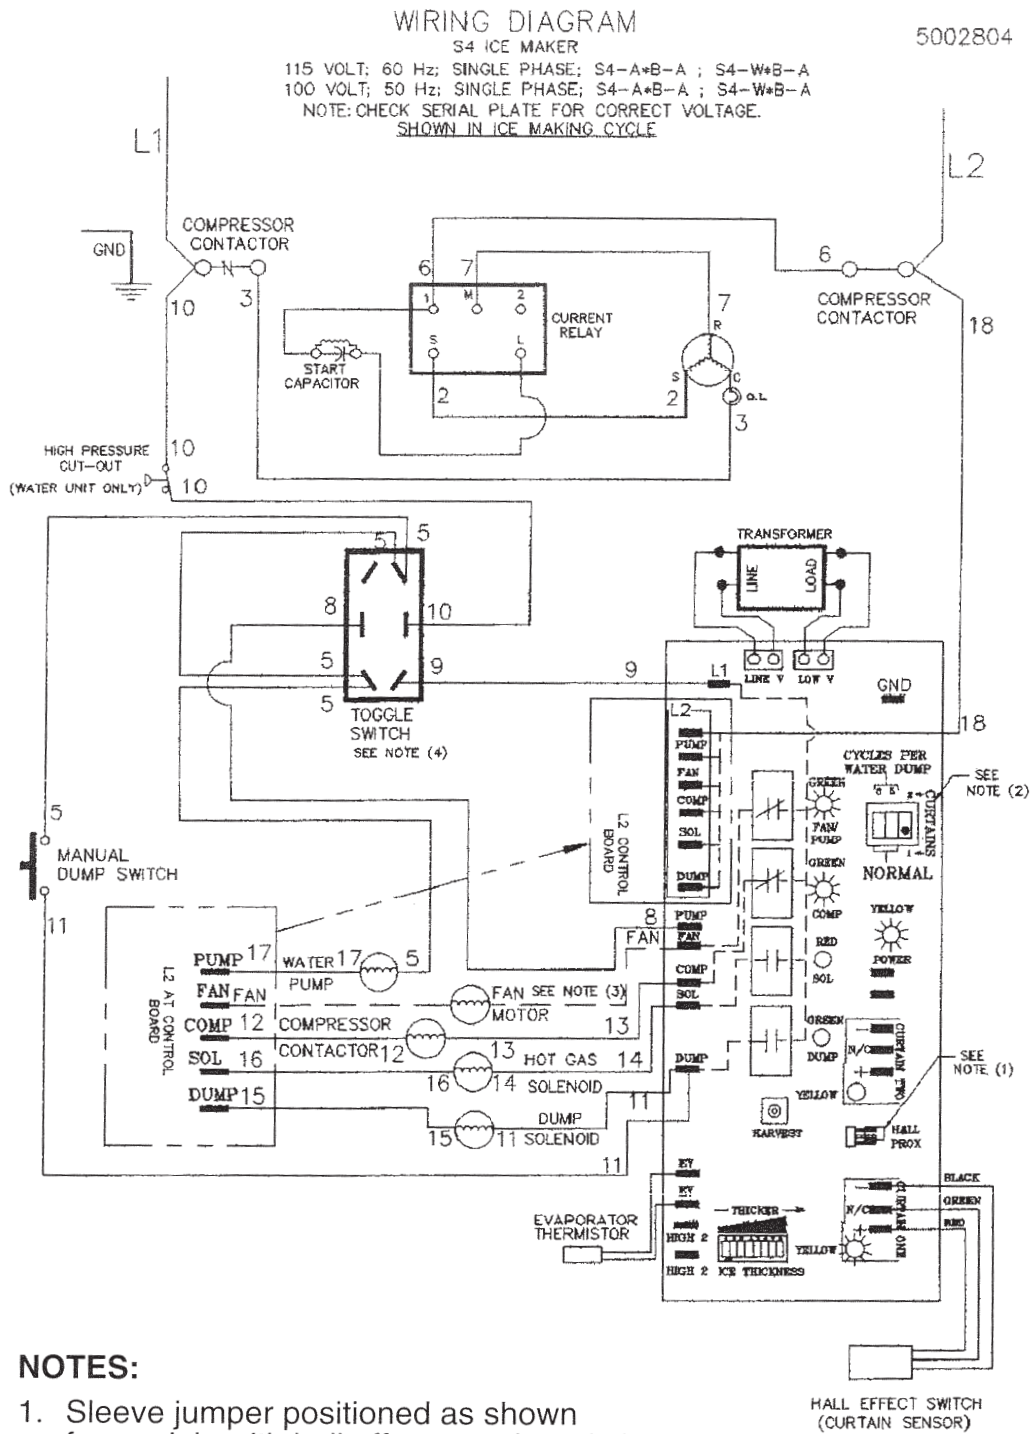 WIRING DIAGRAM
S4 ICE MAKER
5002804
115 VOLT; 60 Hz; SINGLE PHASE; S4-A*B-A ; S4-W*B-A
100 VOLT; 50 Hz; SINGLE PHASE; S4-A*B-A ; S4-W*B-A
NOTE: CHECK SERIAL PLATE FOR CORRECT VOLTAGE.
SHOWN IN ICE MAKING CYCLE
L1
L2
GND
COMPRESSOR
CONTACTOR
N
10
3
6
7
6
COMPRESSOR
CONTACTOR
18
1
M
2
S
L
CURRENT
RELAY
START
CAPACITOR
7
R
S
C
O.L
2
2
3
HIGH PRESSURE
CUT-OUT
(WATER UNIT ONLY)
10
10
5
5
8
10
5
9
5
TOGGLE
SWITCH
SEE NOTE (4)
TRANSFORMER
LINE
LOAD
LINE V
LOW V
9
L1
GND
L2
18
PUMP
FAN
COMP
SOL
DUMP
L2 CONTROL
BOARD
CYCLES PER
WATER DUMP
SEE
NOTE (2)
GREEN
FAN/
PUMP
2
CURTAINS
1
NORMAL
GREEN
COMP
YELLOW
POWER
RED
SOL
GREEN
DUMP
5
MANUAL
DUMP SWITCH
11
8
PUMP
FAN
FAN
COMP
SOL
DUMP
L2 AT CONTROL
BOARD
PUMP
17
WATER
PUMP
17
5
FAN
FAN
FAN
MOTOR
SEE NOTE (3)
COMP
12
COMPRESSOR
CONTACTOR
12
13
13
SOL
16
16
14
HOT GAS
SOLENOID
14
DUMP
15
15
11
DUMP
SOLENOID
11
11
-
N/C
+
CURTAIN TWO
YELLOW
SEE
NOTE (1)
HARVEST
HALL
PROX
EV
EV
HIGH 2
HIGH 2
THICKER
ICE THICKNESS
EVAPORATOR
THERMISTOR
-
N/C
+
CURTAIN ONE
YELLOW
BLACK
GREEN
RED
HALL EFFECT SWITCH
(CURTAIN SENSOR)
NOTES:
1. Sleeve jumper positioned as shown